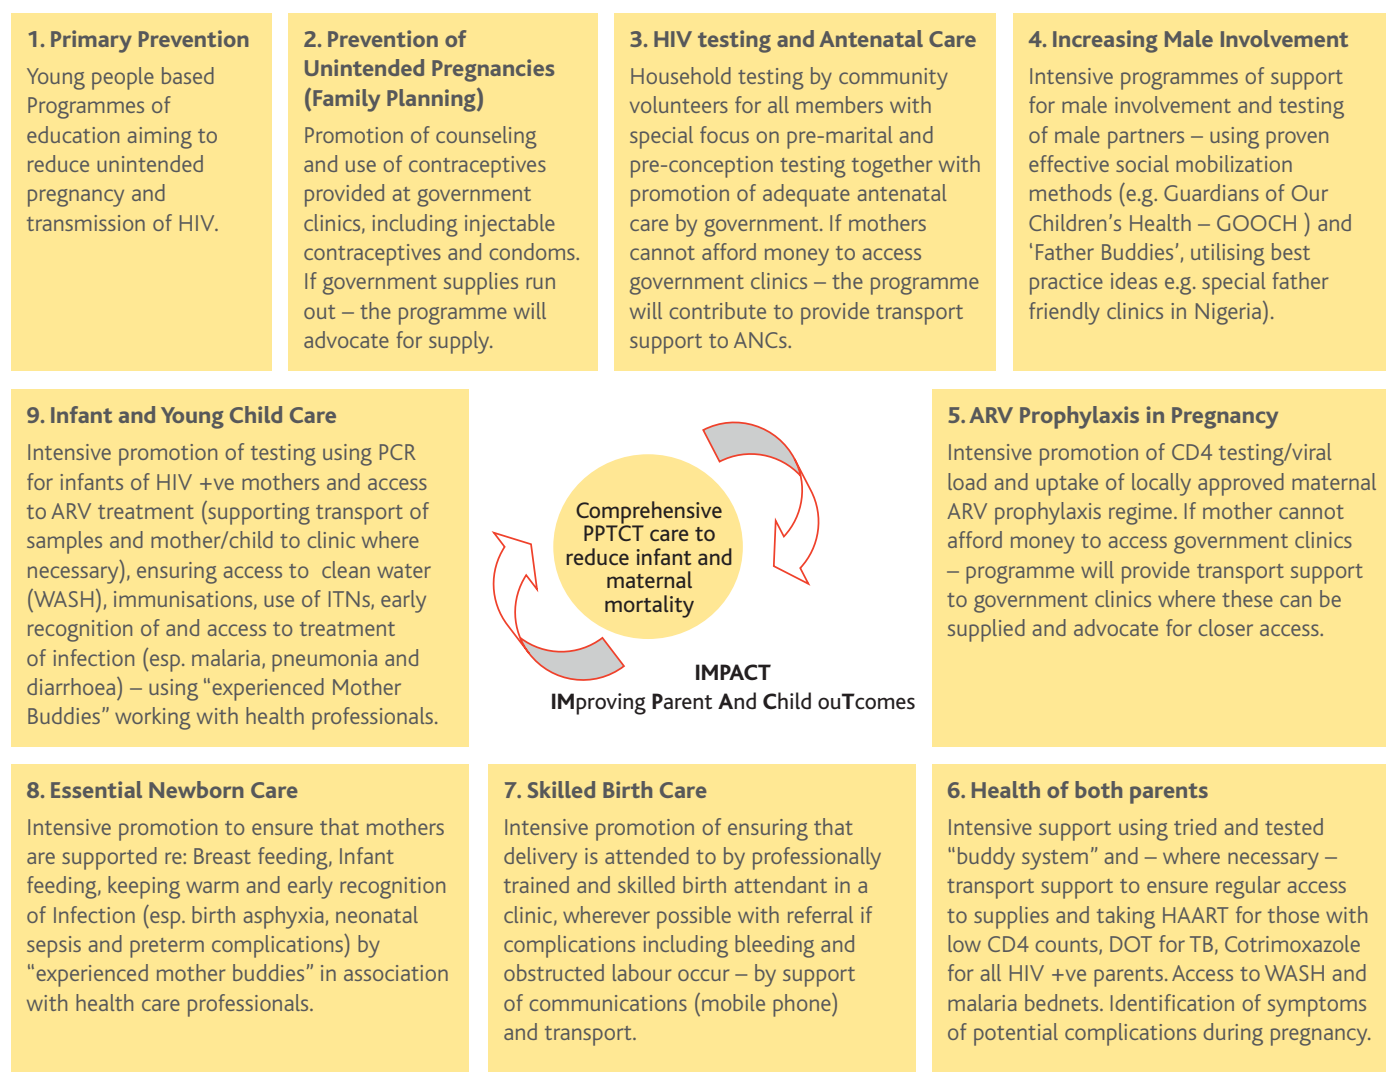 1. Primary Prevention
Young people based
Programmes of
education aiming to
reduce unintended
pregnancy and
transmission of HIV.
2. Prevention of
Unintended Pregnancies
(Family Planning)
Promotion of counseling
and use of contraceptives
provided at government
clinics, including injectable
contraceptives and condoms.
If government supplies run
out – the programme will
advocate for supply.
3. HIV testing and Antenatal Care
Household testing by community
volunteers for all members with
special focus on pre-marital and
pre-conception testing together with
promotion of adequate antenatal
care by government. If mothers
cannot afford money to access
government clinics – the programme
will contribute to provide transport
support to ANCs.
4. Increasing Male Involvement
Intensive programmes of support
for male involvement and testing
of male partners – using proven
effective social mobilization
methods (e.g. Guardians of Our
Children’s Health – GOOCH ) and
‘Father Buddies’, utilising best
practice ideas e.g. special father
friendly clinics in Nigeria).
5. ARV Prophylaxis in Pregnancy
Intensive promotion of CD4 testing/viral
load and uptake of locally approved maternal
ARV prophylaxis regime. If mother cannot
afford money to access government clinics
– programme will provide transport support
to government clinics where these can be
supplied and advocate for closer access.
6. Health of both parents
Intensive support using tried and tested
“buddy system” and – where necessary –
transport support to ensure regular access
to supplies and taking HAART for those with
low CD4 counts, DOT for TB, Cotrimoxazole
for all HIV +ve parents. Access to WASH and
malaria bednets. Identification of symptoms
of potential complications during pregnancy.
7. Skilled Birth Care
Intensive promotion of ensuring that
delivery is attended to by professionally
trained and skilled birth attendant in a
clinic, wherever possible with referral if
complications including bleeding and
obstructed labour occur – by support
of communications (mobile phone)
and transport.
8. Essential Newborn Care
Intensive promotion to ensure that mothers
are supported re: Breast feeding, Infant
feeding, keeping warm and early recognition
of Infection (esp. birth asphyxia, neonatal
sepsis and preterm complications) by
“experienced mother buddies” in association
with health care professionals.
9. Infant and Young Child Care
Intensive promotion of testing using PCR
for infants of HIV +ve mothers and access
to ARV treatment (supporting transport of
samples and mother/child to clinic where
necessary), ensuring access to  clean water
(WASH), immunisations, use of ITNs, early
recognition of and access to treatment
of infection (esp. malaria, pneumonia and
diarrhoea) – using “experienced Mother
Buddies” working with health professionals.
Comprehensive
PPTCT care to
reduce infant and
maternal
mortality
IMPACT
IMproving Parent And Child ouTcomes